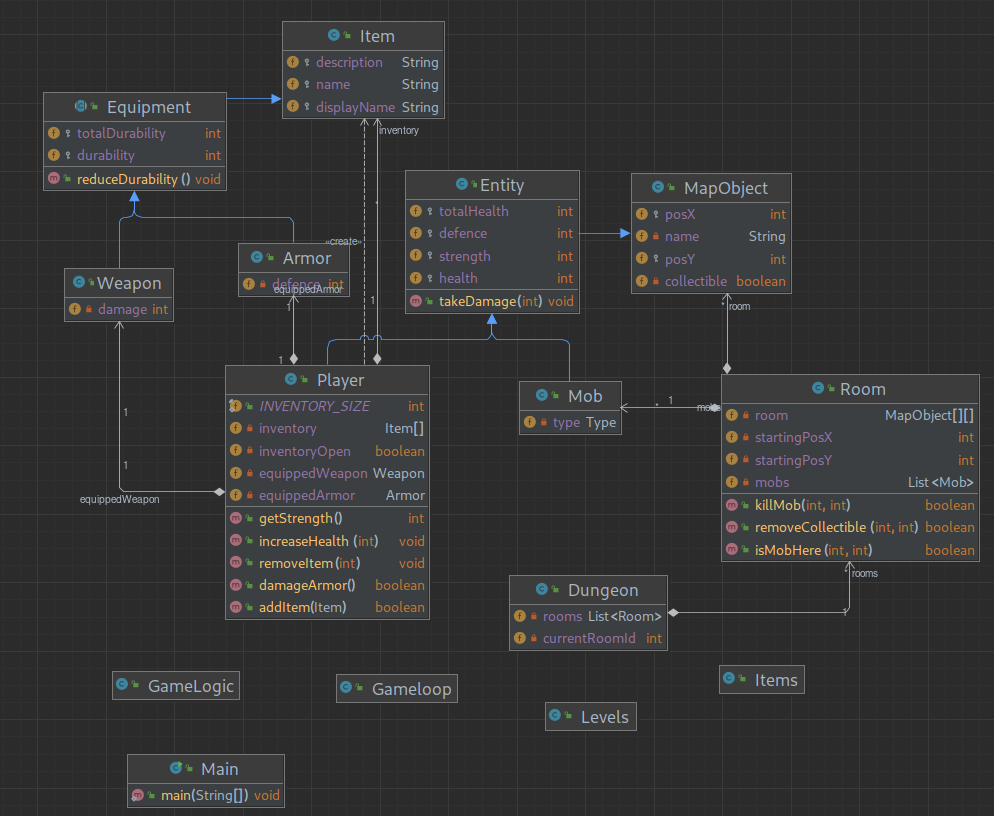 Item
description String
name String
displayName String
Equipment
totalDurability int
durability int
reduceDurability () void
inventory
*
«create»
1
Entity
totalHealth int
defence int
strength int
health int
takeDamage(int) void
MapObject
posX int
name String
posY int
collectible boolean
Weapon
damage int
Armor
defence int
equippedArmor
1
1
1
1
equippedWeapon
Player
INVENTORY_SIZE int
inventory Item[]
inventoryOpen boolean
equippedWeapon Weapon
equippedArmor Armor
getStrength() int
increaseHealth (int) void
removeItem(int) void
damageArmor() boolean
addItem(Item) boolean
Mob
type Type
* 1
mobs
*
room
Room
room MapObject[][]
startingPosX int
startingPosY int
mobs List<Mob>
killMob(int, int) boolean
removeCollectible (int, int) boolean
isMobHere (int, int) boolean
*
rooms
1
Dungeon
rooms List<Room>
currentRoomId int
GameLogic
Gameloop
Items
Levels
Main
main(String[]) void